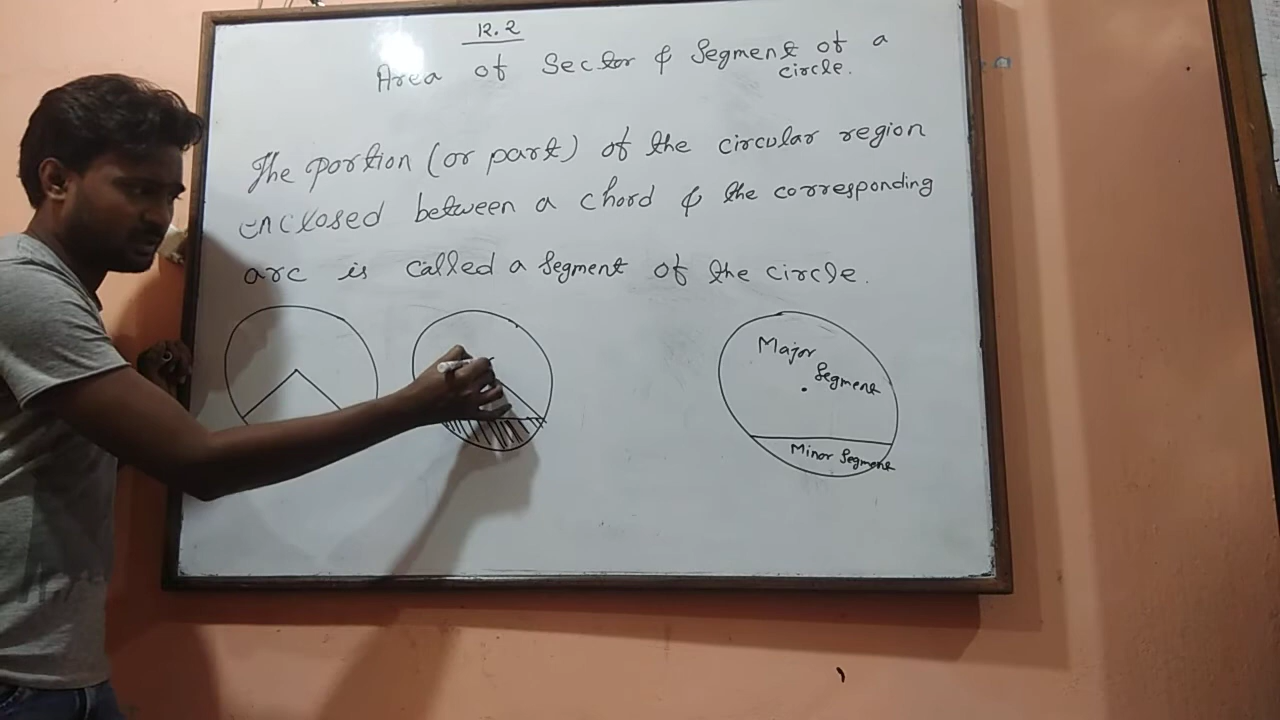 12.2
Area of Sector & Segment of a
circle.
The portion (or part) of the circular region
enclosed between a chord & the corresponding
arc is called a segment of the circle.
Major
Segment
Minor Segment